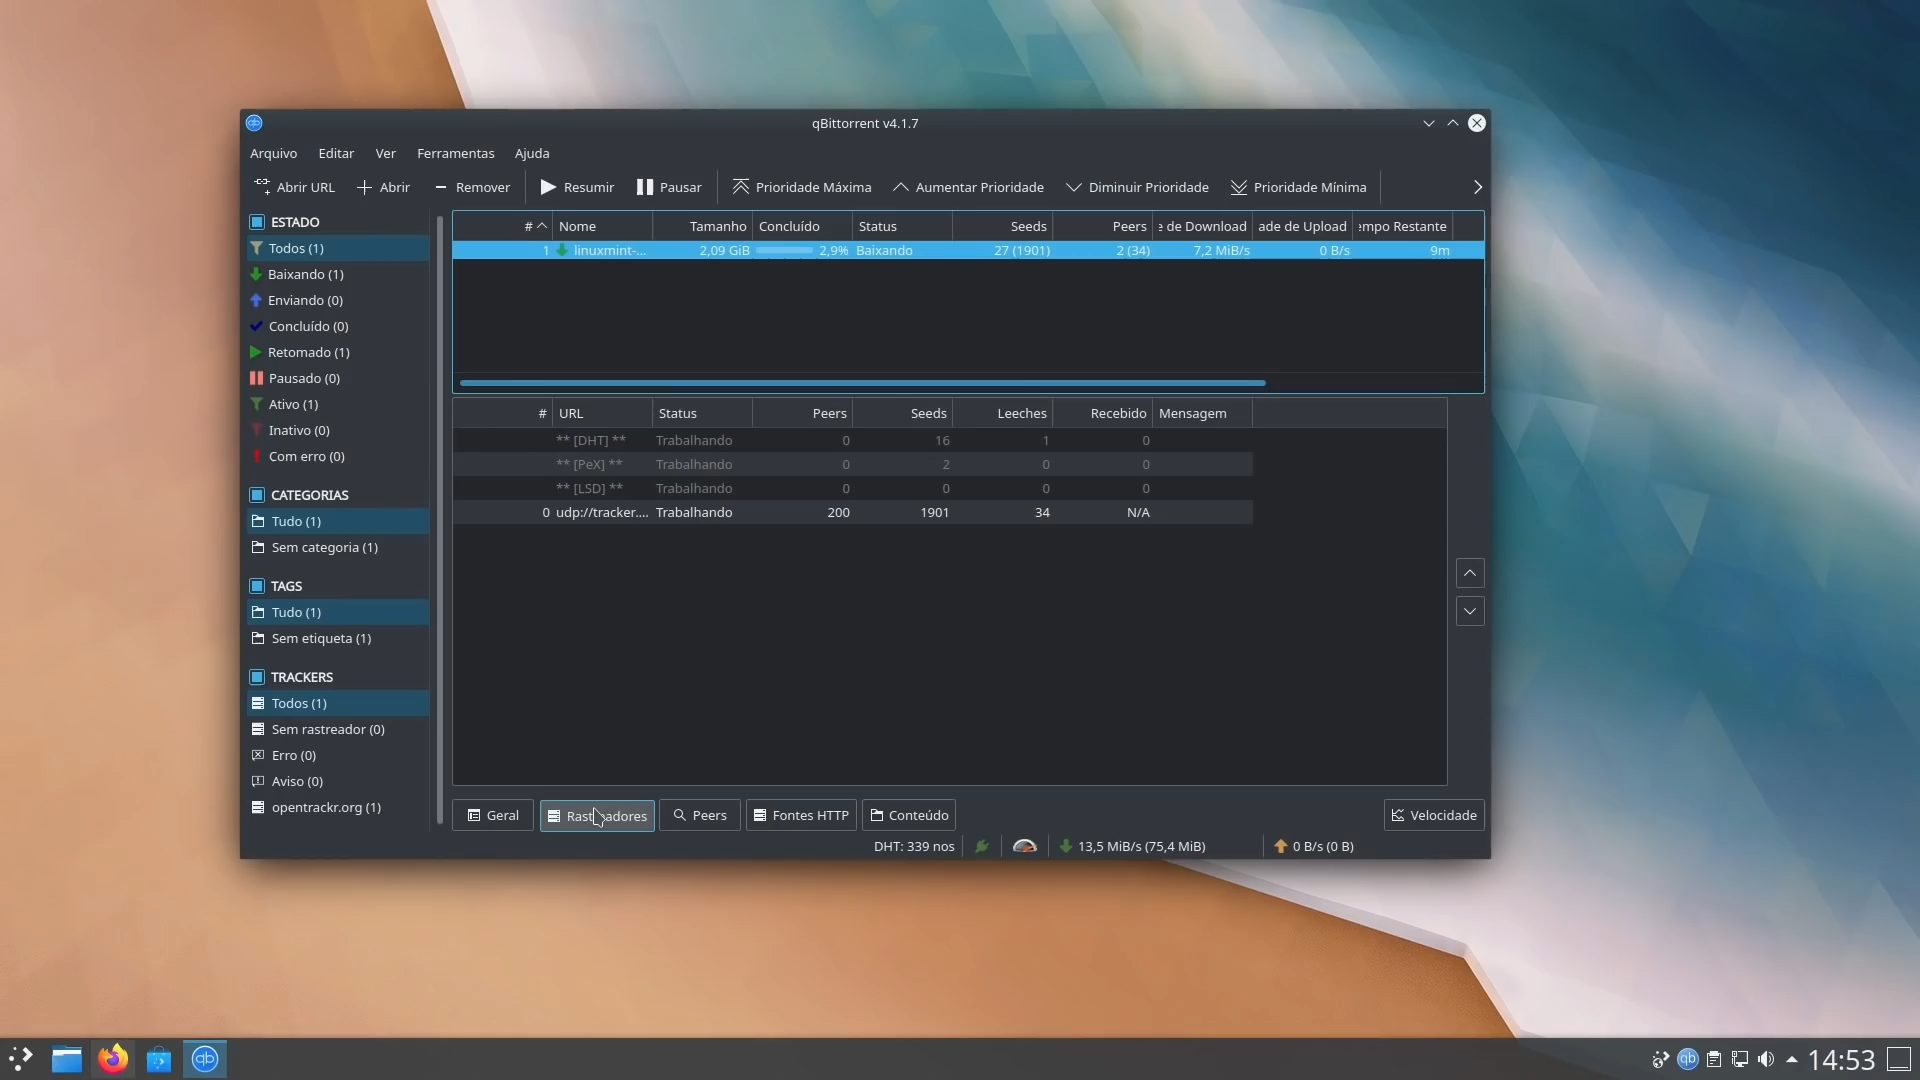 qBittorrent v4.1.7
Arquivo Editar Ver Ferramentas Ajuda
Abrir URL Abrir Remover Resumir Pausar Prioridade Máxima Aumentar Prioridade Diminuir Prioridade Prioridade Mínima
ESTADO
Todos (1)
Baixando (1)
Enviando (0)
Concluído (0)
Retomado (1)
Pausado (0)
Ativo (1)
Inativo (0)
Com erro (0)
CATEGORIAS
Tudo (1)
Sem categoria (1)
TAGS
Tudo (1)
Sem etiqueta (1)
TRACKERS
Todos (1)
Sem rastreador (0)
Erro (0)
Aviso (0)
opentrackr.org (1)
# Nome Tamanho Concluído Status Seeds Peers de Download ade de Upload empo Restante
1 linuxmint-... 2,09 GiB 2,9% Baixando 27 (1901) 2 (34) 7,2 MiB/s 0 B/s 9m
# URL Status Peers Seeds Leeches Recebido Mensagem
** [DHT] ** Trabalhando 0 16 1 0
** [PeX] ** Trabalhando 0 2 0 0
** [LSD] ** Trabalhando 0 0 0 0
0 udp://tracker.... Trabalhando 200 1901 34 N/A
Geral Rastreadores Peers Fontes HTTP Conteúdo Velocidade
DHT: 339 nos 13,5 MiB/s (75,4 MiB) 0 B/s (0 B)
qb qb 14:53